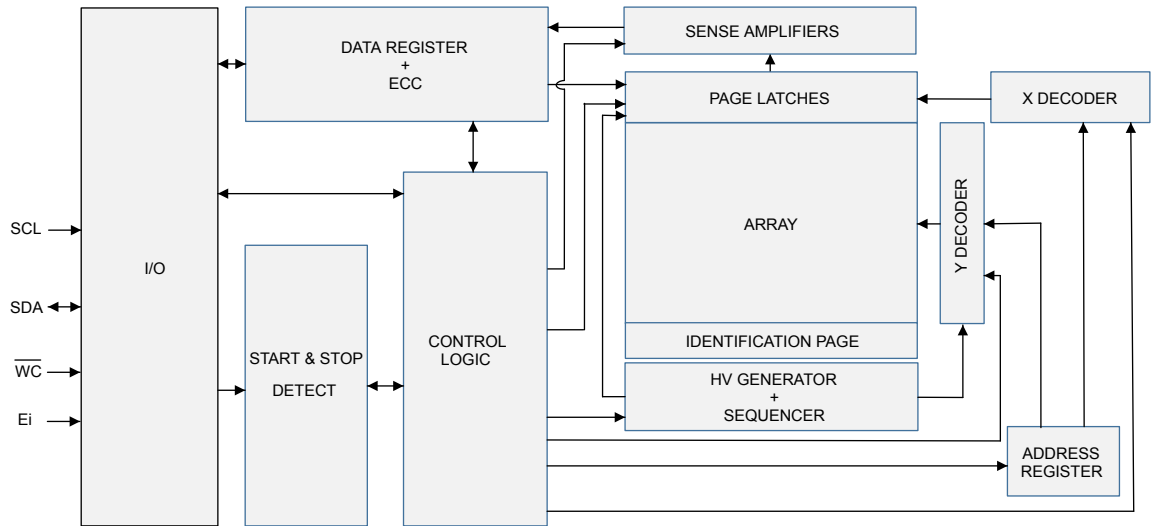 DATA REGISTER
+
ECC
SENSE AMPLIFIERS
PAGE LATCHES
X DECODER
ARRAY
Y DECODER
IDENTIFICATION PAGE
HV GENERATOR
+
SEQUENCER
ADDRESS
REGISTER
SCL
SDA
WC
Ei
I/O
START & STOP
DETECT
CONTROL
LOGIC